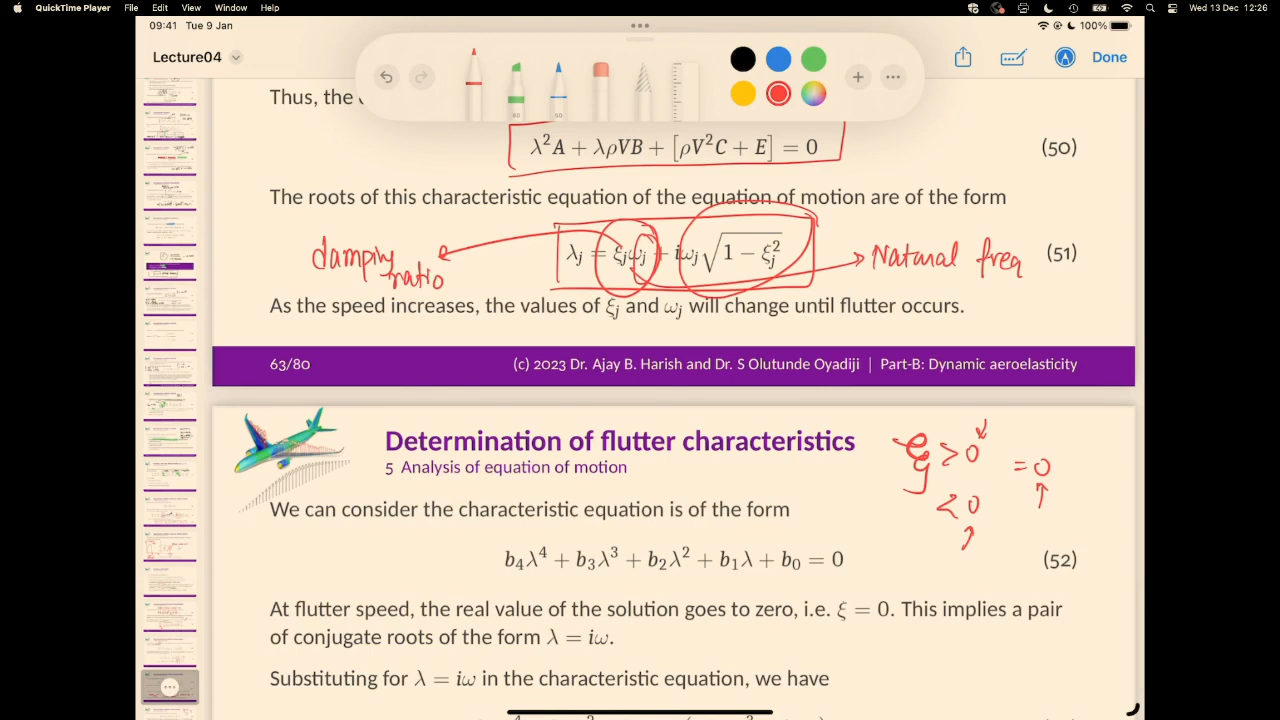 QuickTime Player File Edit View Window Help
Wed 13 Dec 12:26
09:41 Tue 9 Jan
100%
Lecture04
Done
80
50
Thus, the
λ²A + λρVB + [ρV²C + E] = 0 (50)
The roots of this characteristic equation of the equation of motion are of the form
λⱼ = ξⱼωⱼ + iωⱼ√(1 − ξⱼ²) (51)
damping ratio
Natural freq
As the speed increases, the values of ξⱼ and ωⱼ will change until flutter occurs.
63/80 (c) 2023 Dr. Ajay B. Harish and Dr. S Olutunde Oyadiji | Part-B: Dynamic aeroelasticity
Determination of flutter characteristics
5 Analysis of equation of motion
> 0
= 0
< 0
We can consider the characteristic equation is of the form
b₄λ⁴ + b₃λ³ + b₂λ² + b₁λ + b₀ = 0 (52)
At flutter speed, the real value of the solution goes to zero, i.e. ξ = 0. This implies a pair
of conjugate roots of the form λ = iω.
Substituting for λ = iω in the characteristic equation, we have